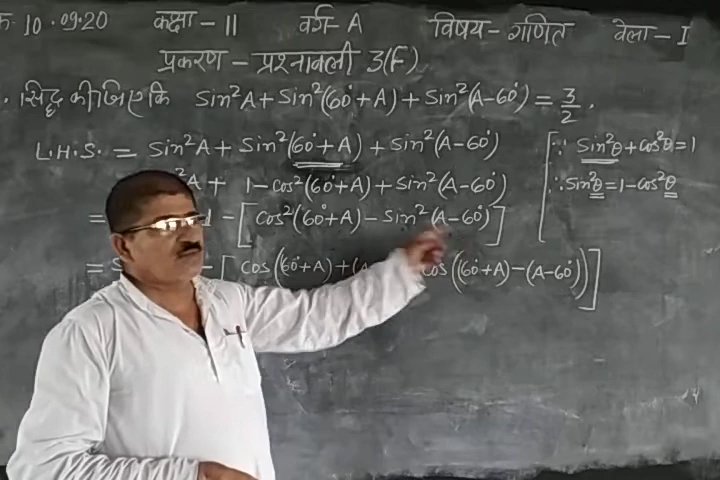 10.09.20 कक्षा - 11 वर्ग - A विषय - गणित वेला - I
प्रकरण - प्रश्नावली 3(F)
सिद्ध कीजिए कि Sin²A + Sin²(60° + A) + Sin²(A - 60°) = 3/2 .
L.H.S. = Sin²A + Sin²(60° + A) + Sin²(A - 60°)
²A + 1 - cos²(60° + A) + Sin²(A - 60°)
= - [cos²(60° + A) - Sin²(A - 60°)]
= [cos((60° + A) + (A cos((60° + A) - (A - 60°))]
[∵ Sin²θ + cos²θ = 1
∴ Sin²θ = 1 - cos²θ